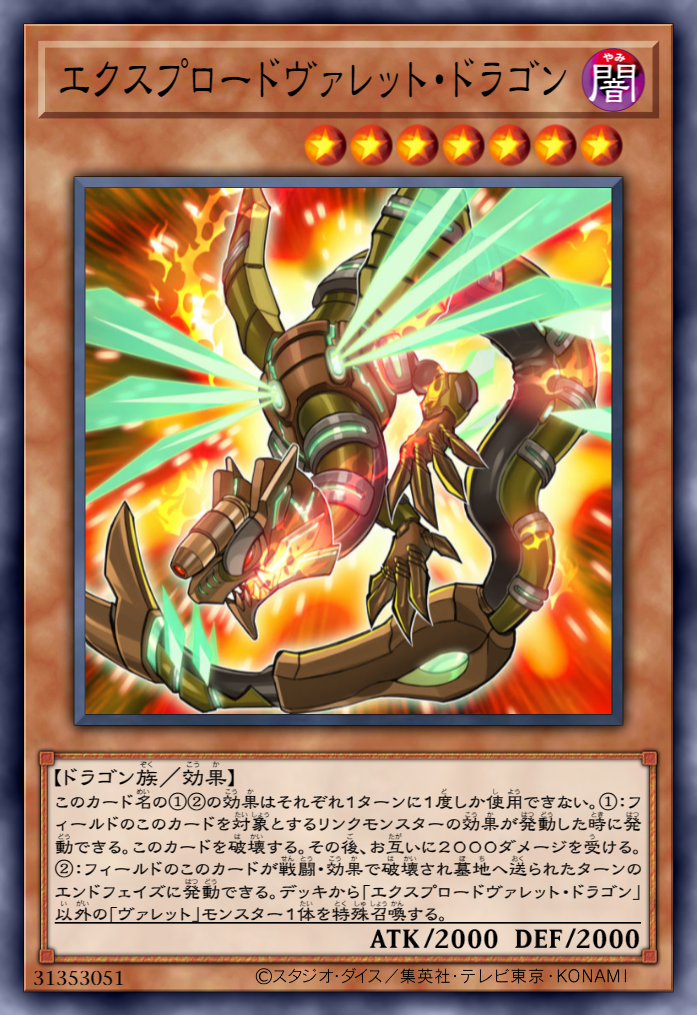 エクスプロードヴァレット・ドラゴン
やみ
闇
【ドラゴン族／効果】
このカード名の①②の効果はそれぞれ1ターンに1度しか使用できない。①：フ
ィールドのこのカードを対象とするリンクモンスターの効果が発動した時に発
動できる。このカードを破壊する。その後、お互いに2000ダメージを受ける。
②：フィールドのこのカードが戦闘・効果で破壊され墓地へ送られたターンの
エンドフェイズに発動できる。デッキから「エクスプロードヴァレット・ドラゴン」
以外の「ヴァレット」モンスター1体を特殊召喚する。
ATK/2000 DEF/2000
31353051 ©スタジオ・ダイス／集英社・テレビ東京・KONAMI